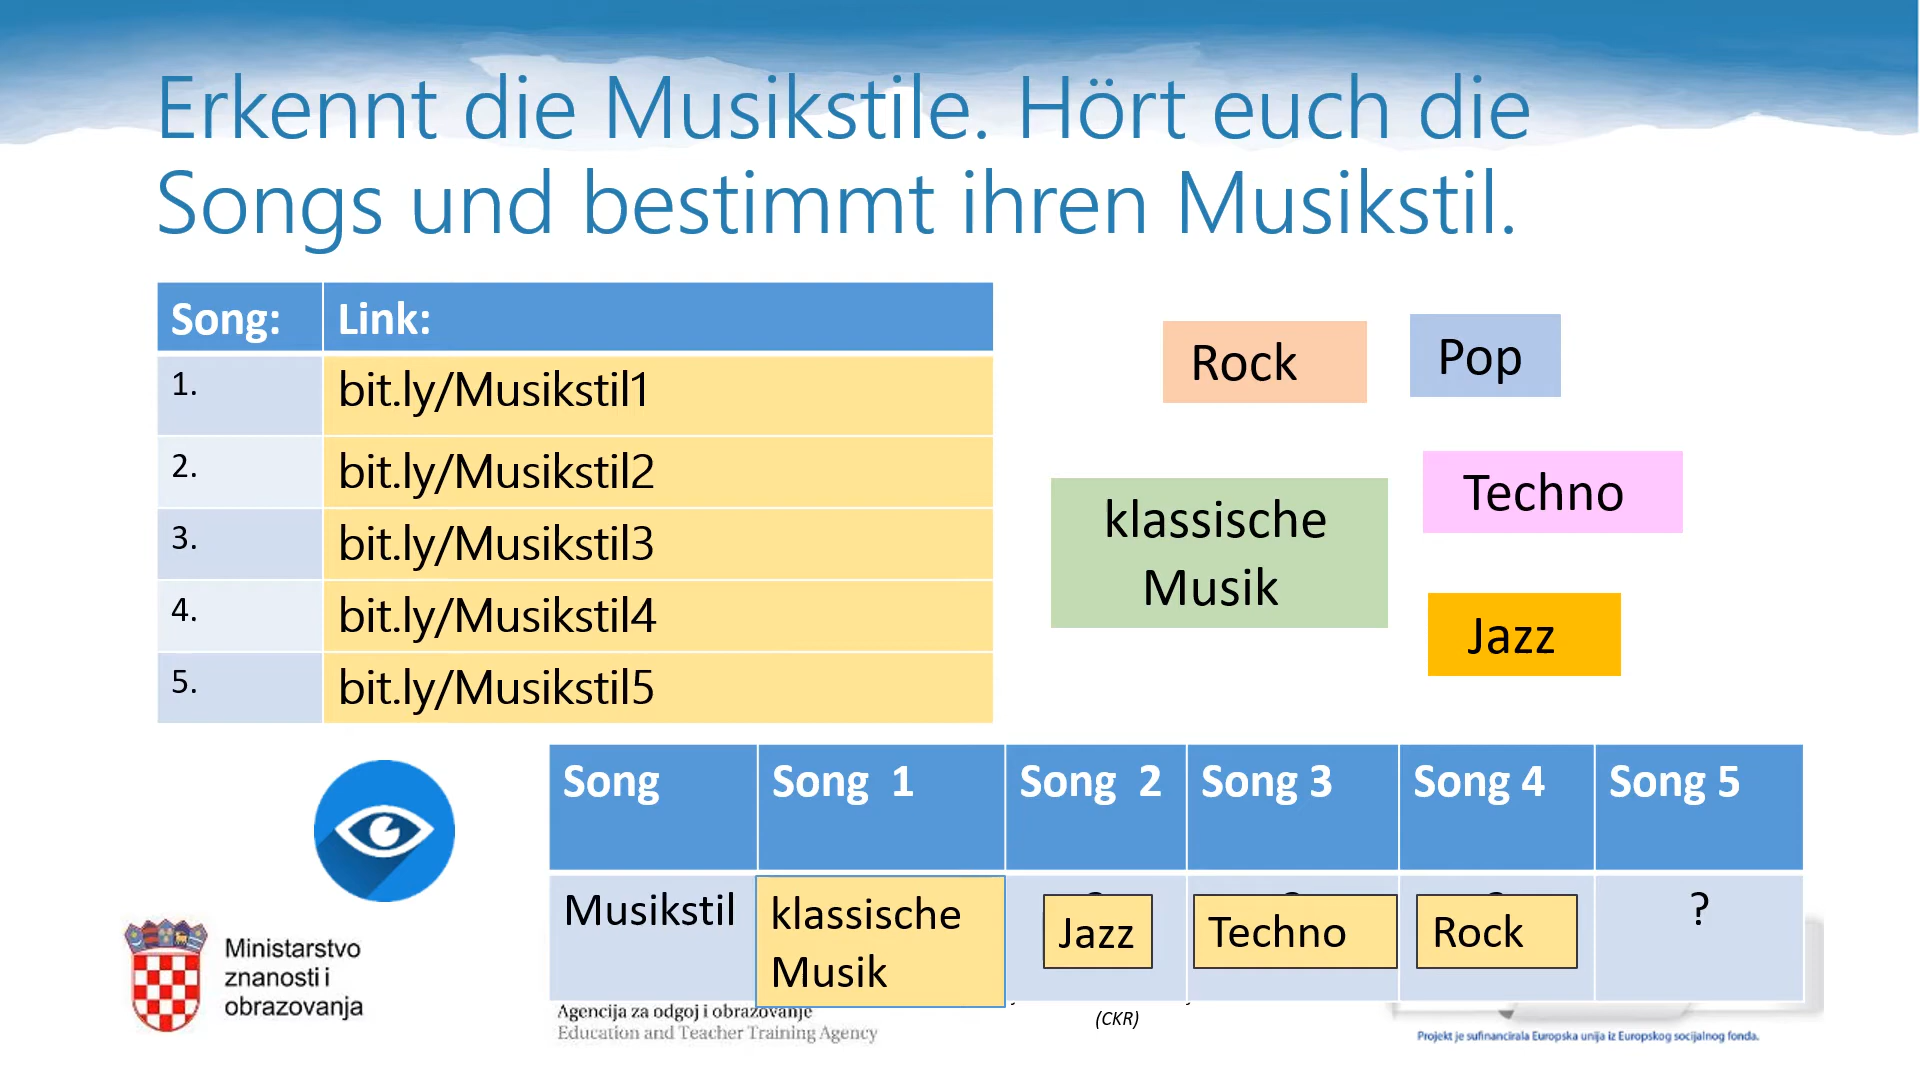 Erkennt die Musikstile. Hört euch die
Songs und bestimmt ihren Musikstil.
Song: Link:
1. bit.ly/Musikstil1
2. bit.ly/Musikstil2
3. bit.ly/Musikstil3
4. bit.ly/Musikstil4
5. bit.ly/Musikstil5
Rock
Pop
klassische
Musik
Techno
Jazz
Song Song 1 Song 2 Song 3 Song 4 Song 5
Musikstil klassische Musik Jazz Techno Rock ?
Ministarstvo
znanosti i
obrazovanja
Agencija za odgoj i obrazovanje
Education and Teacher Training Agency
(CKR)
Projekt je sufinancirala Europska unija iz Europskog socijalnog fonda.